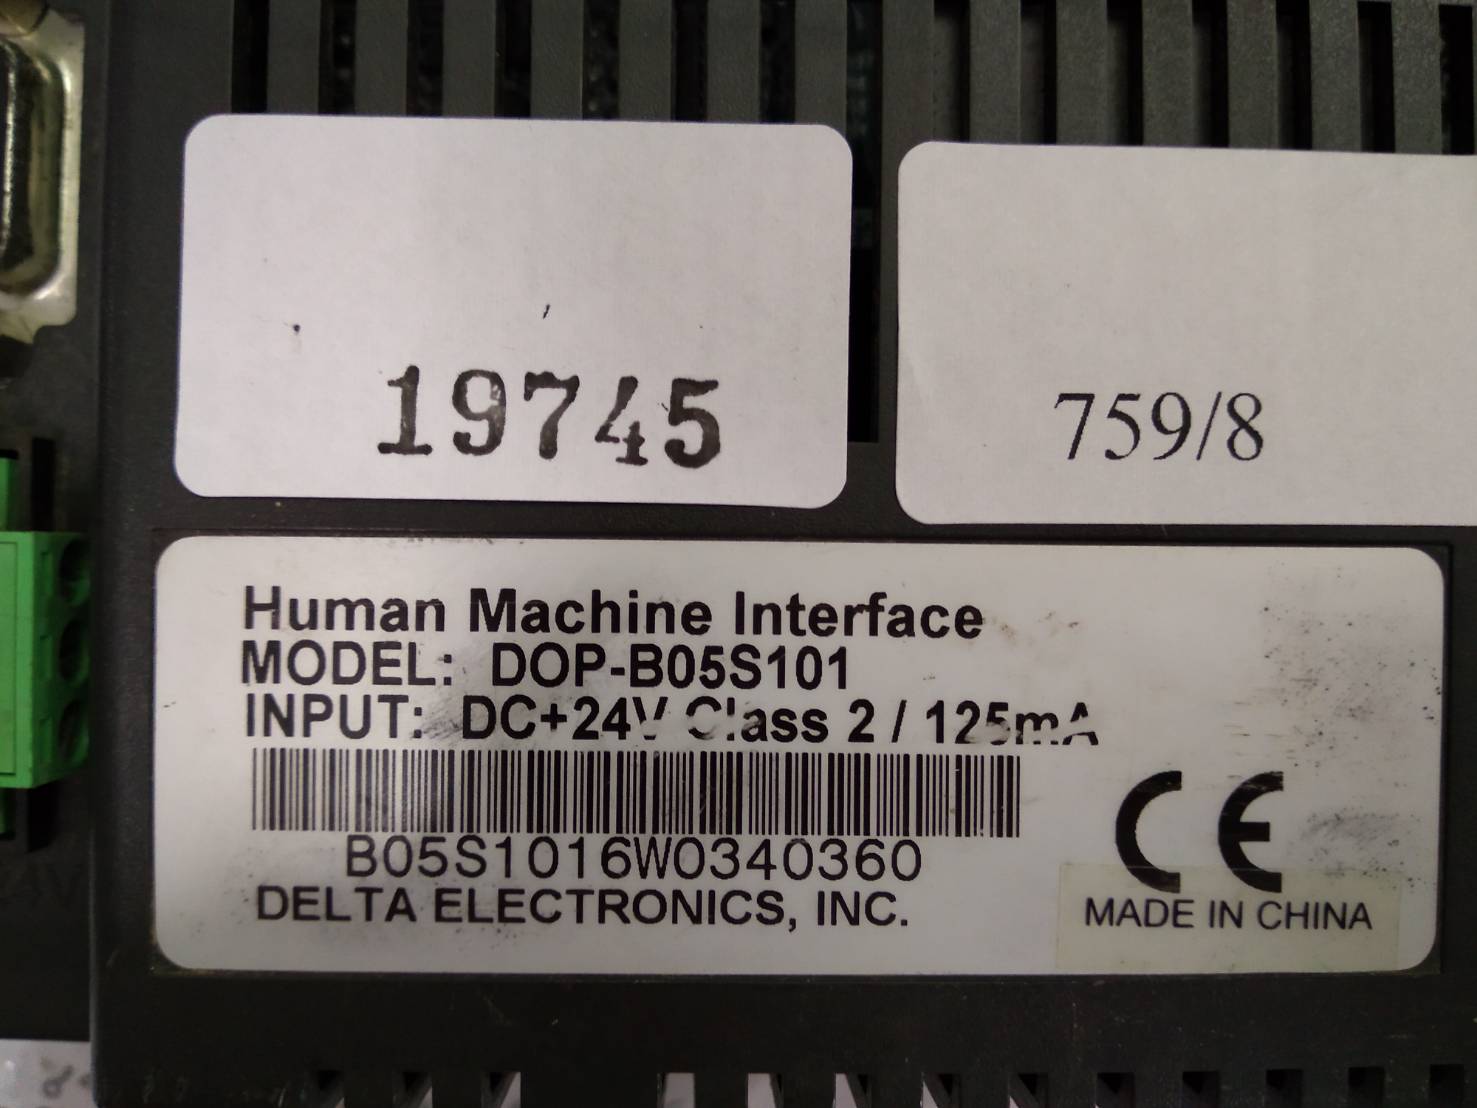 19745
759/8
Human Machine Interface
MODEL: DOP-B05S101
INPUT: DC+24V Class 2 / 125mA
B05S1016W0340360
DELTA ELECTRONICS, INC.
CE
MADE IN CHINA